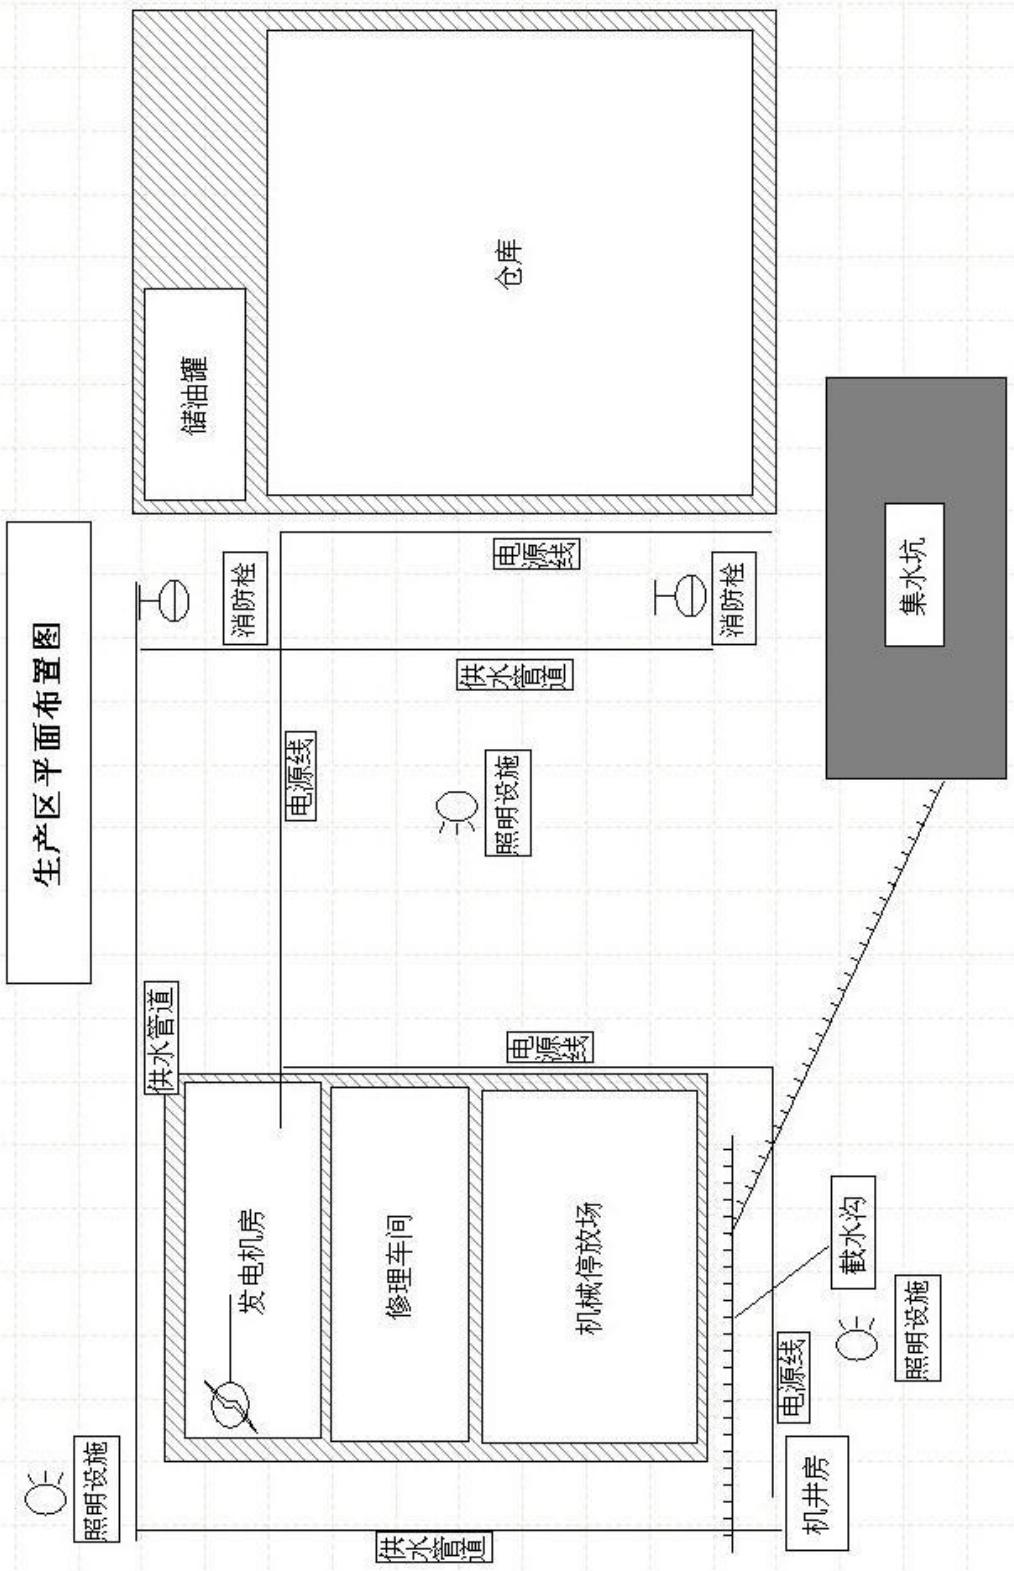 生产区平面布置图
照明设施
供水管道
储油罐
发电机房
消防栓
电源线
修理车间
供水管道
机械停放场
电源线
照明设施
供水管道
电源线
仓库
消防栓
机井房
电源线
截水沟
照明设施
集水坑